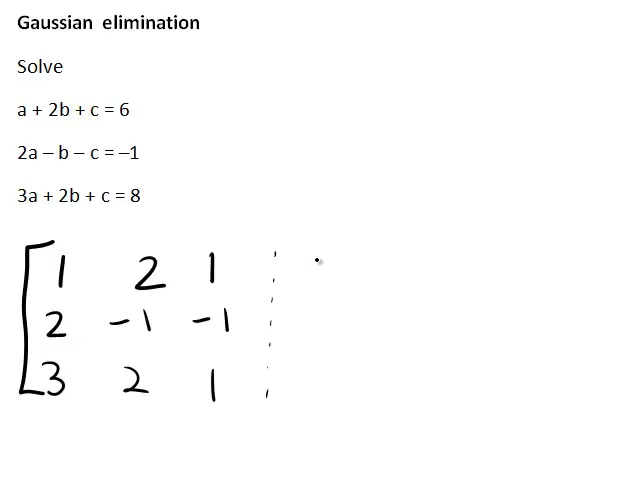 Gaussian elimination
Solve
a + 2b + c = 6
2a – b – c = –1
3a + 2b + c = 8
1 2 1
2 -1 -1
3 2 1